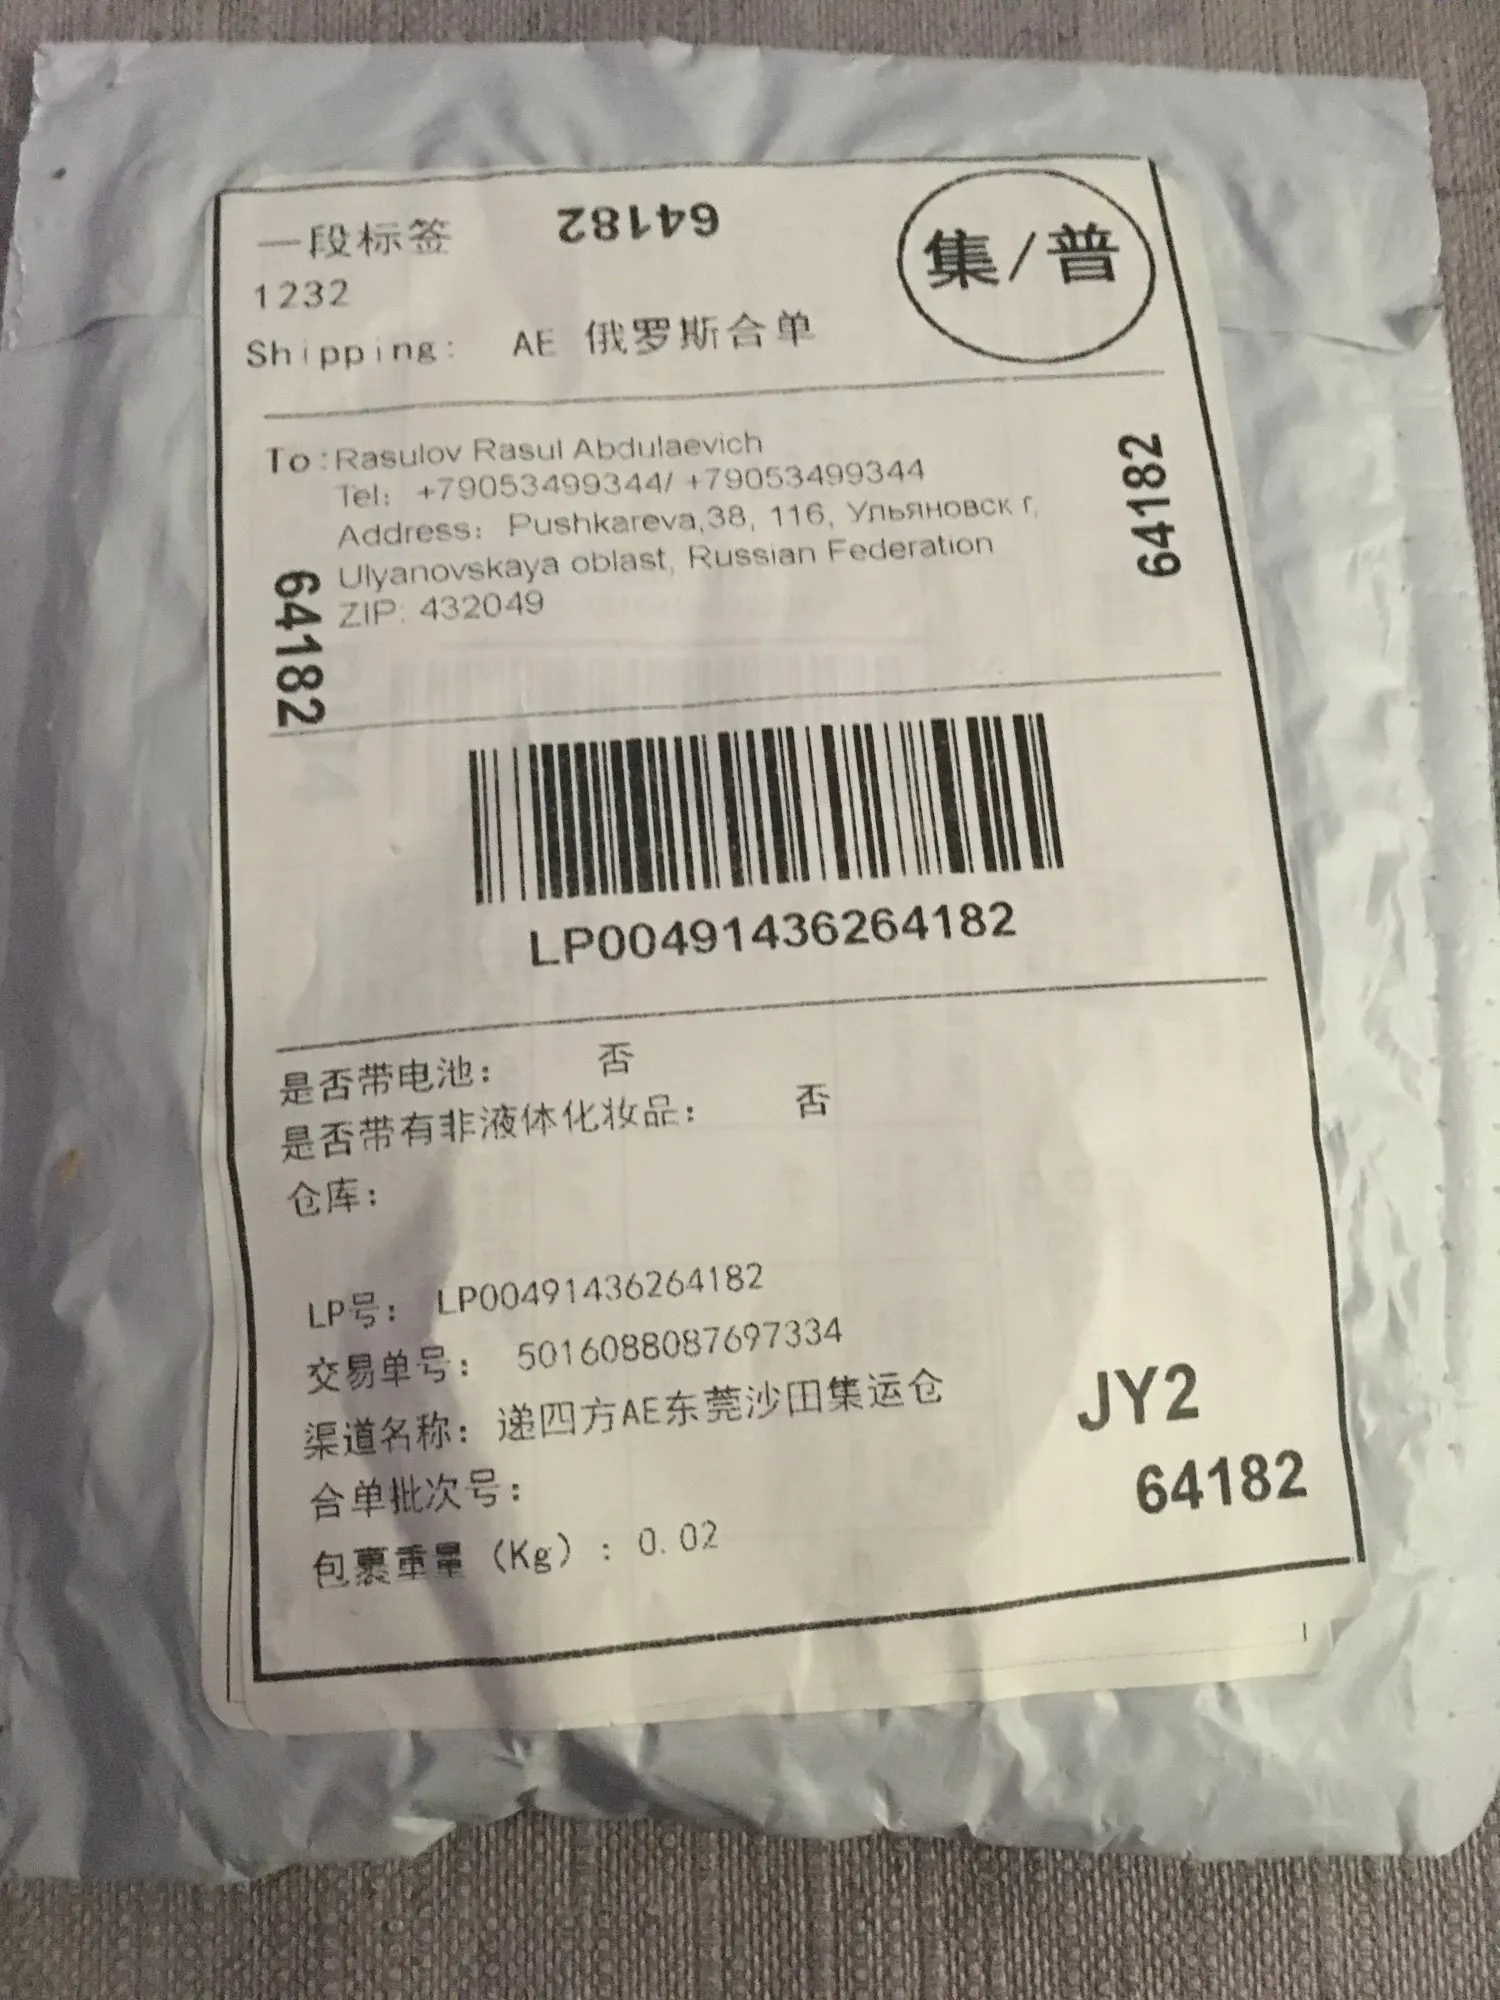 一段标签
64182
集/普
1232
Shipping: AE 俄罗斯合单
To:Rasulov Rasul Abdulaevich
Tel: +79053499344/ +79053499344
Address: Pushkareva,38, 116, Ульяновск г,
Ulyanovskaya oblast, Russian Federation
ZIP: 432049
64182
64182
LP00491436264182
是否带电池: 否
是否带有非液体化妆品: 否
仓库:
LP号: LP00491436264182
交易单号: 5016088087697334
渠道名称: 递四方AE东莞沙田集运仓
合单批次号:
包裹重量 (Kg) : 0.02
JY2
64182